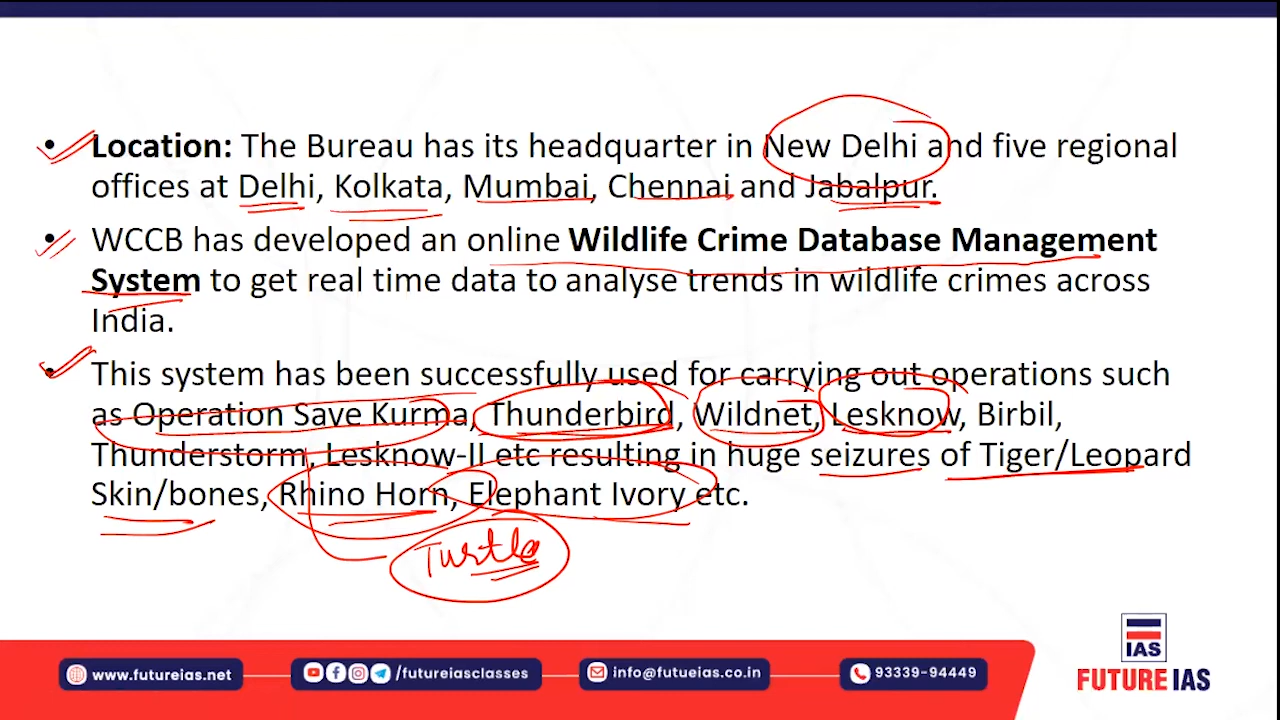 • Location: The Bureau has its headquarter in New Delhi and five regional
offices at Delhi, Kolkata, Mumbai, Chennai and Jabalpur.
• WCCB has developed an online Wildlife Crime Database Management
System to get real time data to analyse trends in wildlife crimes across
India.
• This system has been successfully used for carrying out operations such
as Operation Save Kurma, Thunderbird, Wildnet, Lesknow, Birbil,
Thunderstorm, Lesknow-II etc resulting in huge seizures of Tiger/Leopard
Skin/bones, Rhino Horn, Elephant Ivory etc.
Turtle
www.futureias.net
/futureiasclasses
info@futueias.co.in
93339-94449
IAS
FUTURE IAS